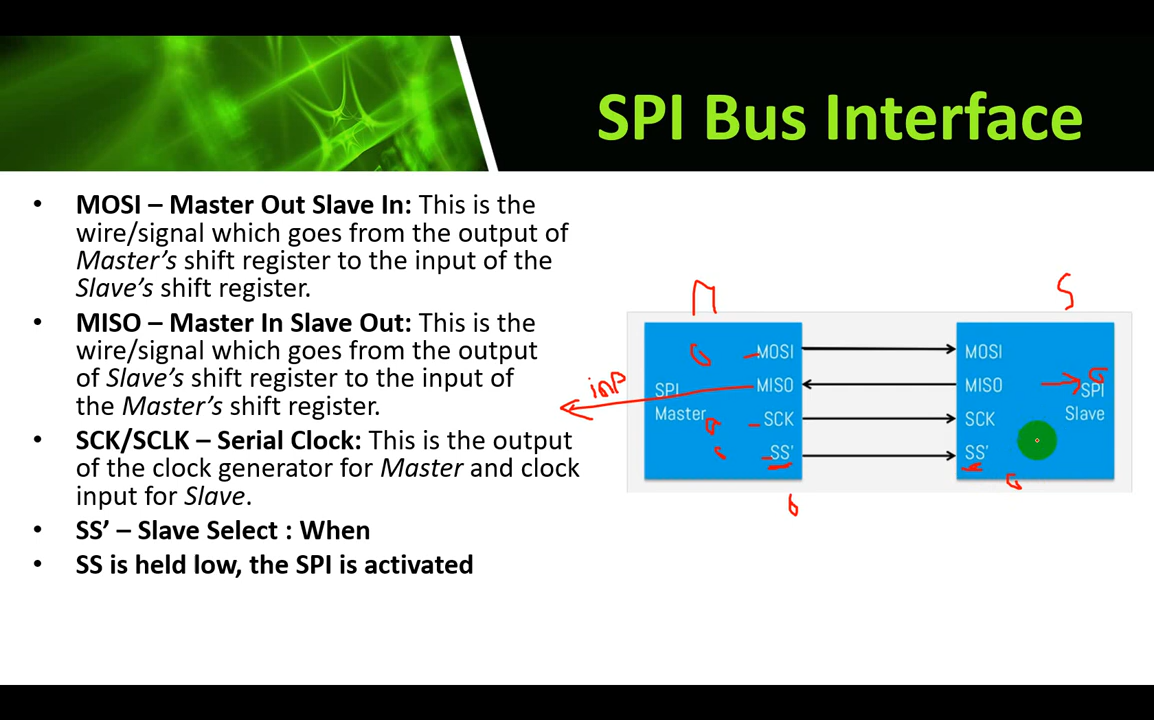 SPI Bus Interface
• MOSI – Master Out Slave In: This is the
wire/signal which goes from the output of
Master's shift register to the input of the
Slave's shift register.
• MISO – Master In Slave Out: This is the
wire/signal which goes from the output
of Slave's shift register to the input of
the Master's shift register.
• SCK/SCLK – Serial Clock: This is the output
of the clock generator for Master and clock
input for Slave.
• SS’ – Slave Select : When
• SS is held low, the SPI is activated
M
S
MOSI
MISO
SCK
SS'
SPI
Master
inp
MOSI
MISO
SCK
SS'
SPI
Slave